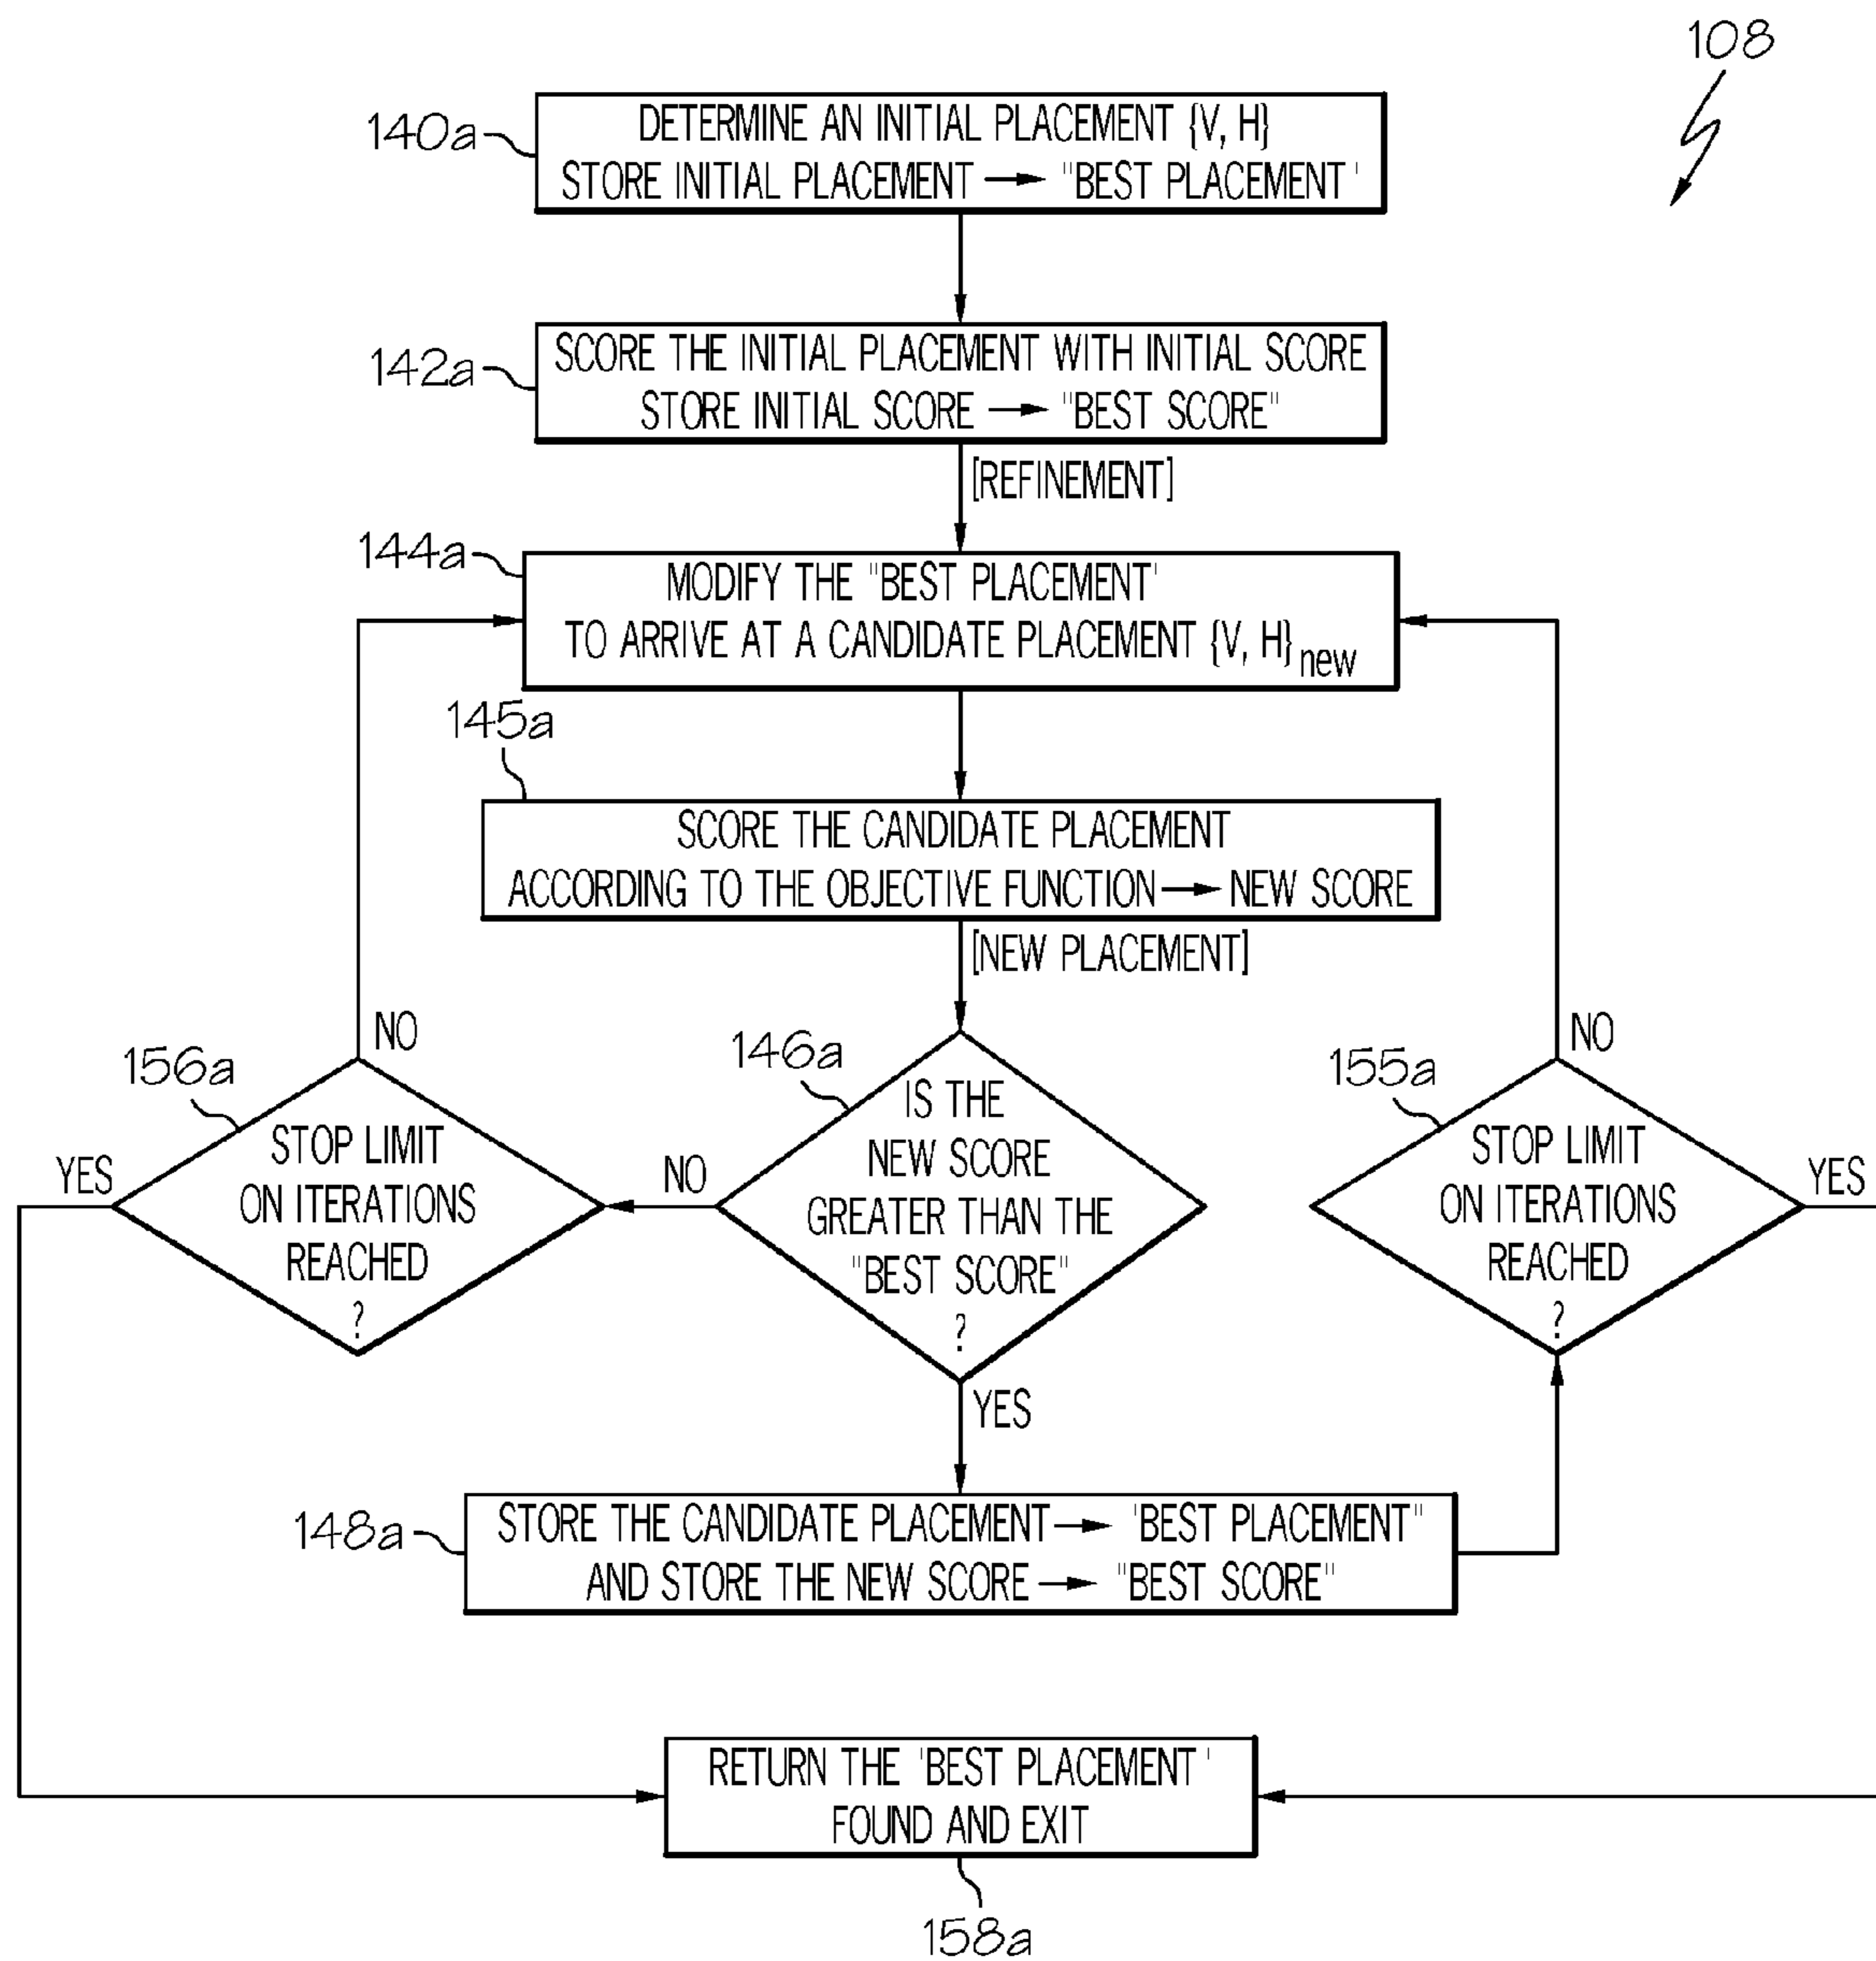 108
140a
DETERMINE AN INITIAL PLACEMENT {V, H}
STORE INITIAL PLACEMENT → "BEST PLACEMENT'
142a
SCORE THE INITIAL PLACEMENT WITH INITIAL SCORE
STORE INITIAL SCORE → "BEST SCORE"
[REFINEMENT]
144a
MODIFY THE "BEST PLACEMENT'
TO ARRIVE AT A CANDIDATE PLACEMENT {V, H}new
145a
SCORE THE CANDIDATE PLACEMENT
ACCORDING TO THE OBJECTIVE FUNCTION → NEW SCORE
[NEW PLACEMENT]
146a
IS THE
NEW SCORE
GREATER THAN THE
"BEST SCORE"
?
NO
YES
156a
STOP LIMIT
ON ITERATIONS
REACHED
?
NO
YES
155a
STOP LIMIT
ON ITERATIONS
REACHED
?
NO
YES
148a
STORE THE CANDIDATE PLACEMENT → 'BEST PLACEMENT"
AND STORE THE NEW SCORE → "BEST SCORE"
RETURN THE 'BEST PLACEMENT'
FOUND AND EXIT
158a